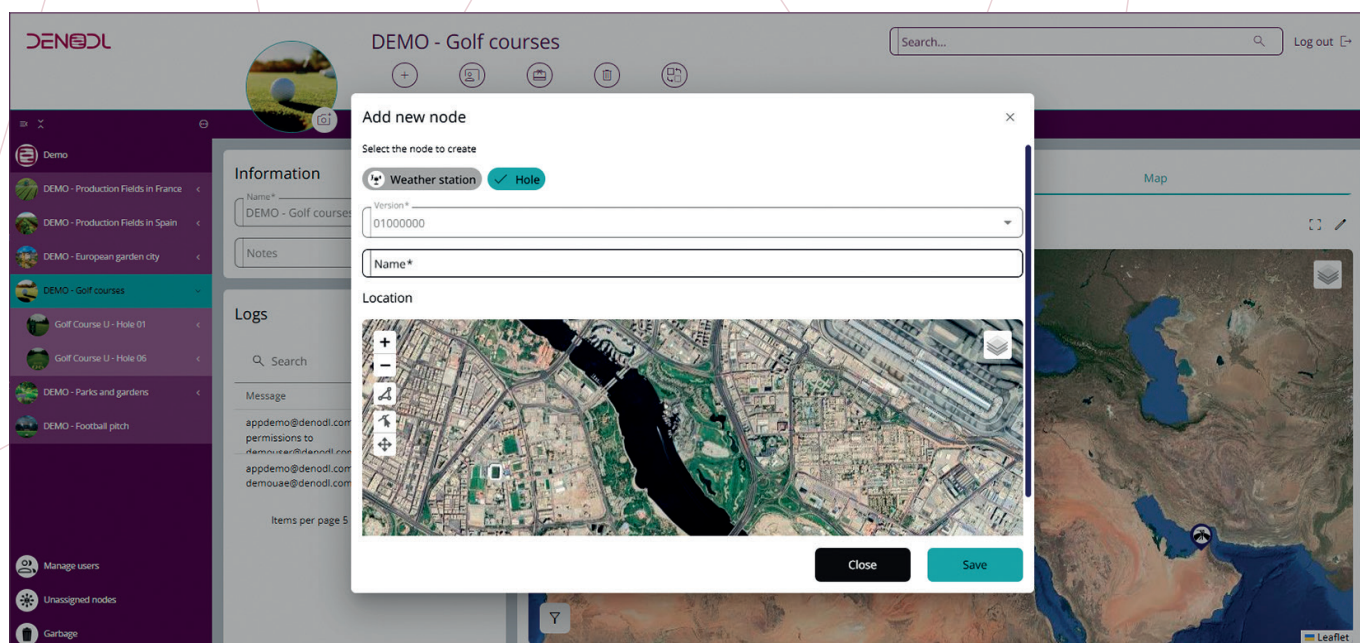 DENODL
DEMO - Golf courses
Search...
Log out
Add new node
Select the node to create
Weather station
Hole
Version*
01000000
Name*
Location
Close
Save
Demo
DEMO - Production Fields in France
DEMO - Production Fields in Spain
DEMO - European garden city
DEMO - Golf courses
Golf Course U - Hole 01
Golf Course U - Hole 06
DEMO - Parks and gardens
DEMO - Football pitch
Manage users
Unassigned nodes
Garbage
Information
Name*
DEMO - Golf courses
Notes
Logs
Search
Message
appdemo@denodl.com
permissions to
demouser@denodl.com
appdemo@denodl.com
demouae@denodl.com
Items per page 5
Map
Leaflet